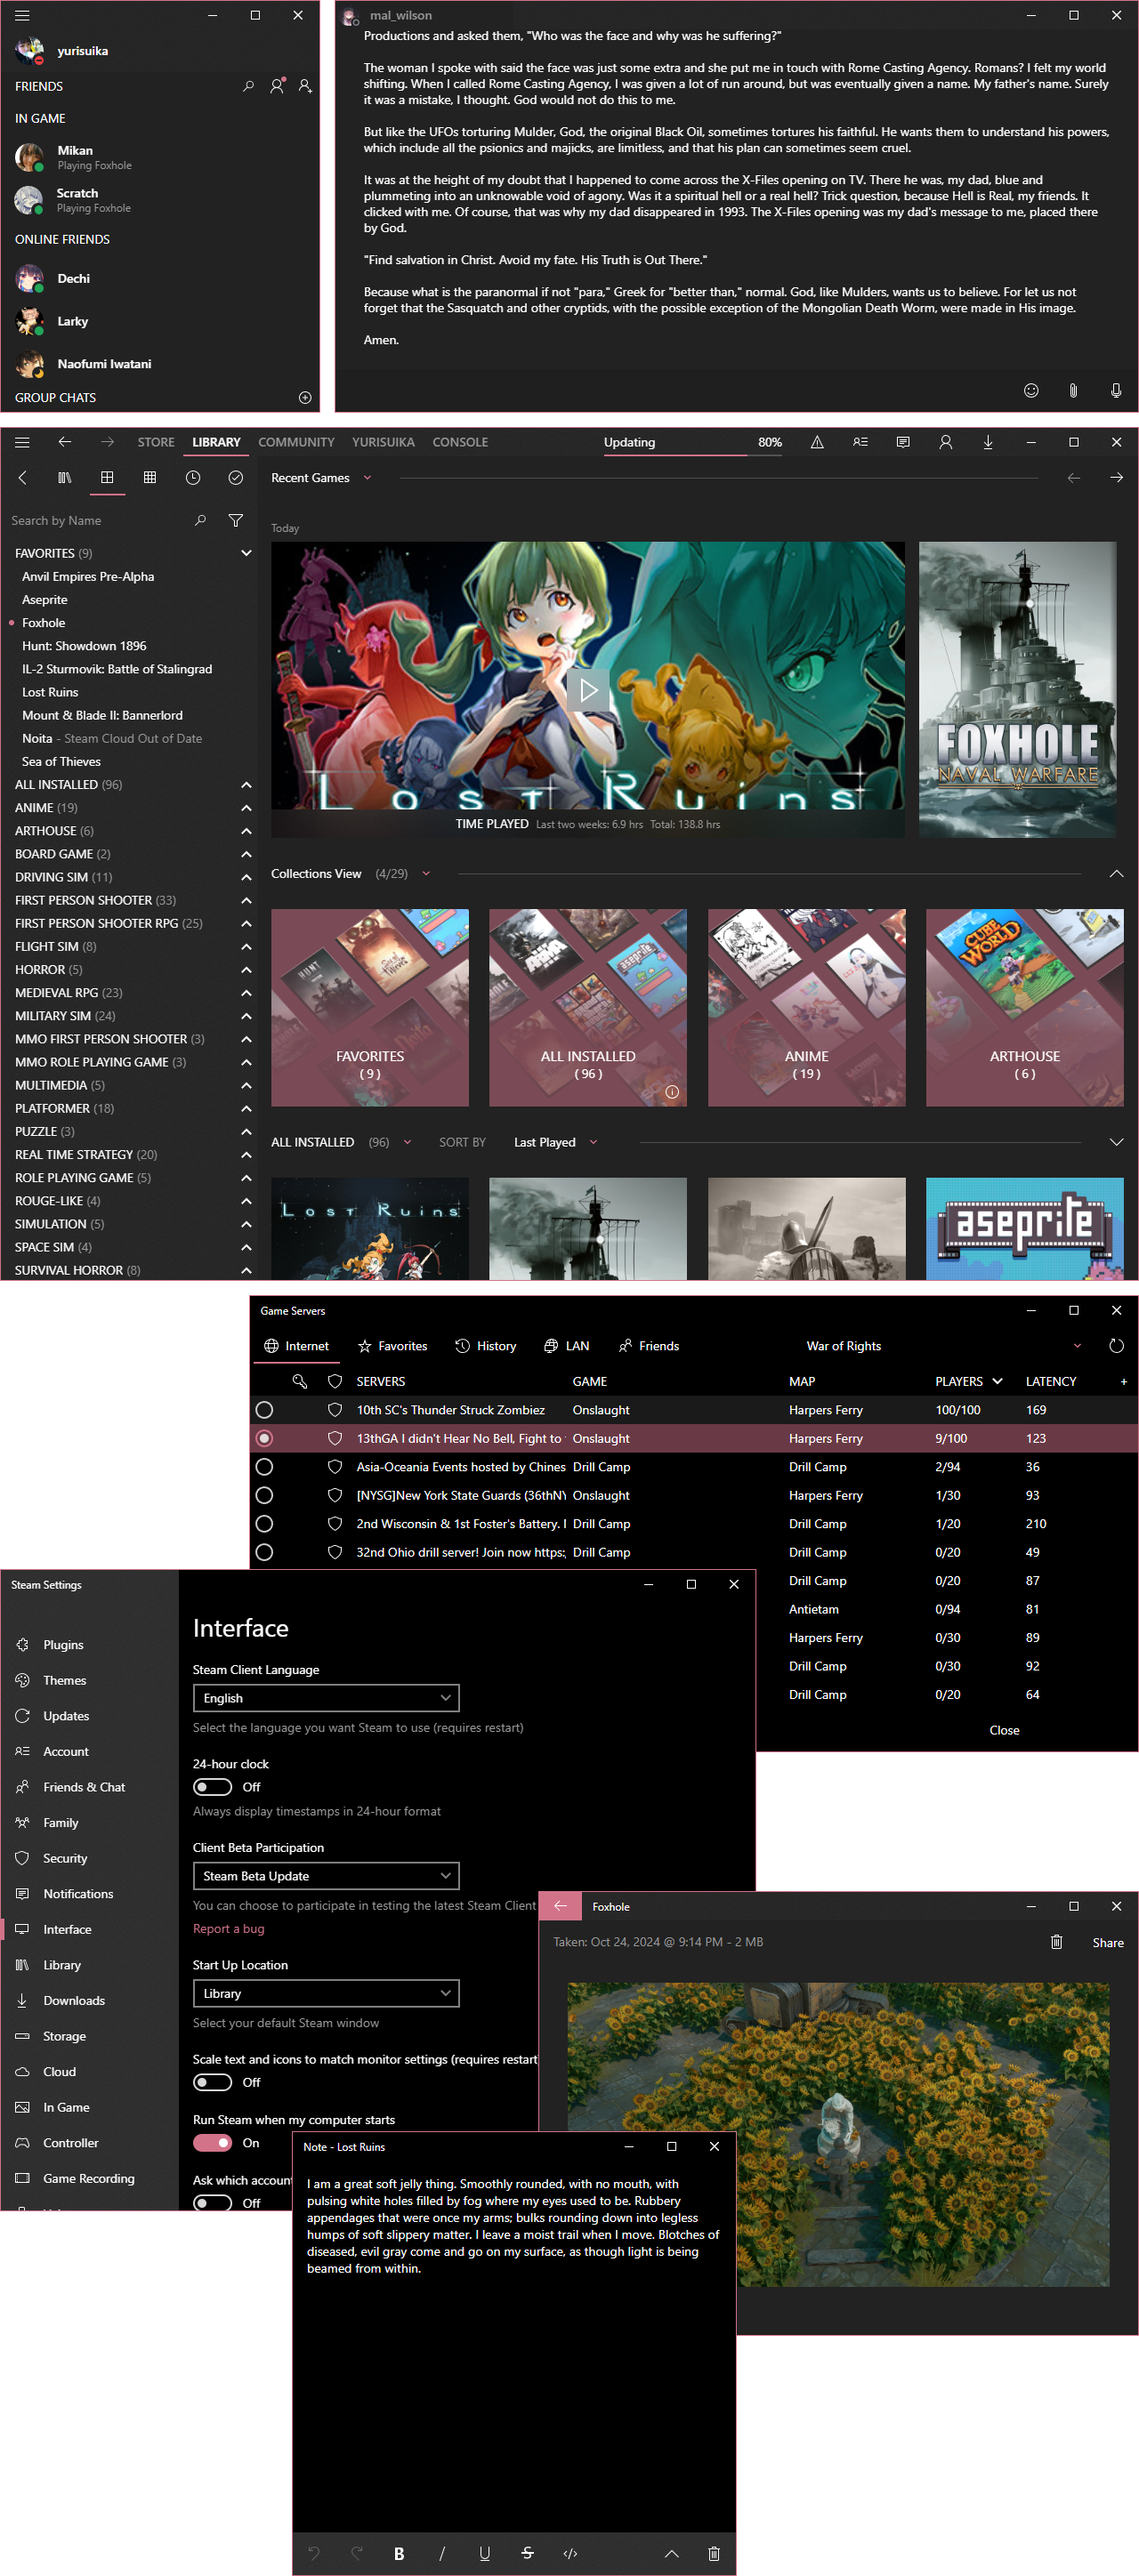 yurisuika
FRIENDS
IN GAME
Mikan
Playing Foxhole
Scratch
Playing Foxhole
ONLINE FRIENDS
Dechi
Larky
Naofumi Iwatani
GROUP CHATS
mal_wilson
Productions and asked them, "Who was the face and why was he suffering?"
The woman I spoke with said the face was just some extra and she put me in touch with Rome Casting Agency. Romans? I felt my world
shifting. When I called Rome Casting Agency, I was given a lot of run around, but was eventually given a name. My father's name. Surely
it was a mistake, I thought. God would not do this to me.
But like the UFOs torturing Mulder, God, the original Black Oil, sometimes tortures his faithful. He wants them to understand his powers,
which include all the psionics and majicks, are limitless, and that his plan can sometimes seem cruel.
It was at the height of my doubt that I happened to come across the X-Files opening on TV. There he was, my dad, blue and
plummeting into an unknowable void of agony. Was it a spiritual hell or a real hell? Trick question, because Hell is Real, my friends. It
clicked with me. Of course, that was why my dad disappeared in 1993. The X-Files opening was my dad's message to me, placed there
by God.
"Find salvation in Christ. Avoid my fate. His Truth is Out There."
Because what is the paranormal if not "para," Greek for "better than," normal. God, like Mulders, wants us to believe. For let us not
forget that the Sasquatch and other cryptids, with the possible exception of the Mongolian Death Worm, were made in His image.
Amen.
STORE LIBRARY COMMUNITY YURISUIKA CONSOLE Updating 80%
Search by Name
FAVORITES (9)
Anvil Empires Pre-Alpha
Aseprite
Foxhole
Hunt: Showdown 1896
IL-2 Sturmovik: Battle of Stalingrad
Lost Ruins
Mount & Blade II: Bannerlord
Noita - Steam Cloud Out of Date
Sea of Thieves
ALL INSTALLED (96)
ANIME (19)
ARTHOUSE (6)
BOARD GAME (2)
DRIVING SIM (11)
FIRST PERSON SHOOTER (33)
FIRST PERSON SHOOTER RPG (25)
FLIGHT SIM (8)
HORROR (5)
MEDIEVAL RPG (23)
MILITARY SIM (24)
MMO FIRST PERSON SHOOTER (3)
MMO ROLE PLAYING GAME (3)
MULTIMEDIA (5)
PLATFORMER (18)
PUZZLE (3)
REAL TIME STRATEGY (20)
ROLE PLAYING GAME (5)
ROUGE-LIKE (4)
SIMULATION (5)
SPACE SIM (4)
SURVIVAL HORROR (8)
Recent Games
Today
LOST RUINS
TIME PLAYED Last two weeks: 6.9 hrs Total: 138.8 hrs
FOXHOLE
NAVAL WARFARE
Collections View (4/29)
HUNT
aseprite
CUBE
WORLD
FAVORITES
( 9 )
ALL INSTALLED
( 96 )
ANIME
( 19 )
ARTHOUSE
( 6 )
ALL INSTALLED (96) SORT BY Last Played
LOST RUINS
aseprite
Game Servers
Internet Favorites History LAN Friends War of Rights
SERVERS GAME MAP PLAYERS LATENCY +
10th SC's Thunder Struck Zombiez Onslaught Harpers Ferry 100/100 169
13thGA I didn't Hear No Bell, Fight to Onslaught Harpers Ferry 9/100 123
Asia-Oceania Events hosted by Chines Drill Camp Drill Camp 2/94 36
[NYSG]New York State Guards (36thNY Onslaught Harpers Ferry 1/30 93
2nd Wisconsin & 1st Foster's Battery. Drill Camp Drill Camp 1/20 210
32nd Ohio drill server! Join now https: Drill Camp Drill Camp 0/20 49
Drill Camp 0/20 87
Antietam 0/94 81
Harpers Ferry 0/30 89
Drill Camp 0/30 92
Drill Camp 0/20 64
Close
Steam Settings
Plugins
Themes
Updates
Account
Friends & Chat
Family
Security
Notifications
Interface
Library
Downloads
Storage
Cloud
In Game
Controller
Game Recording
Interface
Steam Client Language
English
Select the language you want Steam to use (requires restart)
24-hour clock
Off
Always display timestamps in 24-hour format
Client Beta Participation
Steam Beta Update
You can choose to participate in testing the latest Steam Client
Report a bug
Start Up Location
Library
Select your default Steam window
Scale text and icons to match monitor settings (requires restart
Off
Run Steam when my computer starts
On
Ask which account
Off
Foxhole
Taken: Oct 24, 2024 @ 9:14 PM - 2 MB
Share
Note - Lost Ruins
I am a great soft jelly thing. Smoothly rounded, with no mouth, with
pulsing white holes filled by fog where my eyes used to be. Rubbery
appendages that were once my arms; bulks rounding down into legless
humps of soft slippery matter. I leave a moist trail when I move. Blotches of
diseased, evil gray come and go on my surface, as though light is being
beamed from within.
B / U S </>